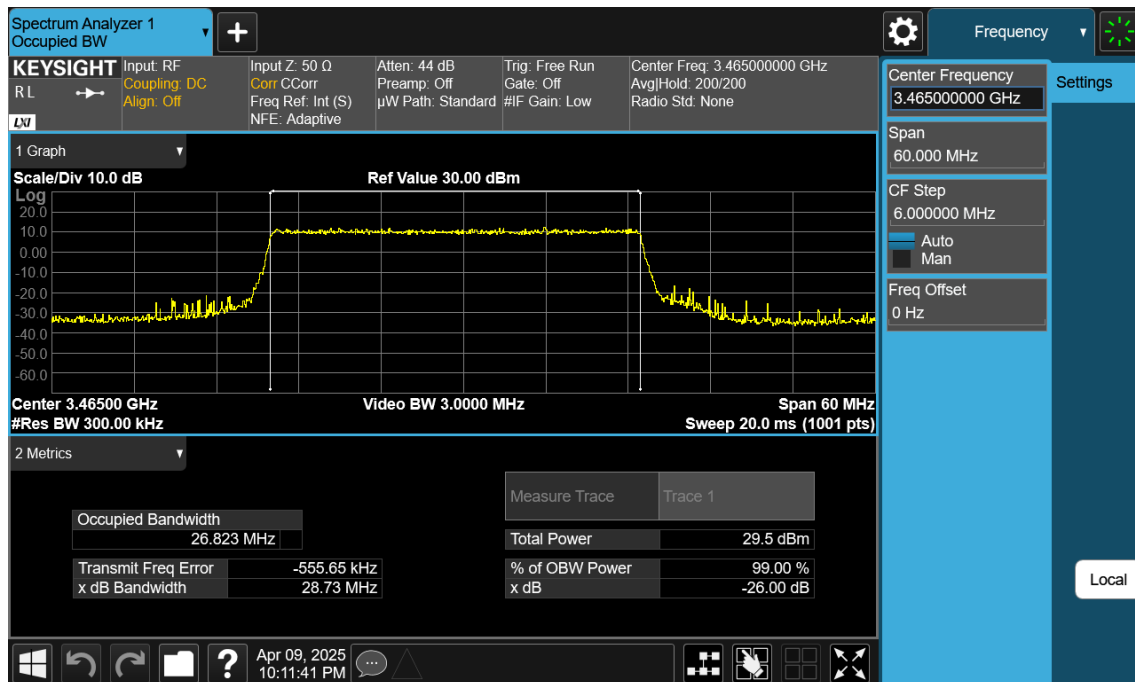 Spectrum Analyzer 1
Occupied BW
+
Frequency
KEYSIGHT
R L
LXI
Input: RF
Coupling: DC
Align: Off
Input Z: 50 Ω
Corr CCorr
Freq Ref: Int (S)
NFE: Adaptive
Atten: 44 dB
Preamp: Off
µW Path: Standard
Trig: Free Run
Gate: Off
#IF Gain: Low
Center Freq: 3.465000000 GHz
Avg|Hold: 200/200
Radio Std: None
Center Frequency
3.465000000 GHz
Settings
Span
60.000 MHz
CF Step
6.000000 MHz
Auto
Man
Freq Offset
0 Hz
Local
1 Graph
Scale/Div 10.0 dB
Ref Value 30.00 dBm
Log
20.0
10.0
0.00
-10.0
-20.0
-30.0
-40.0
-50.0
-60.0
Center 3.46500 GHz
Video BW 3.0000 MHz
Span 60 MHz
#Res BW 300.00 kHz
Sweep 20.0 ms (1001 pts)
2 Metrics
Measure Trace Trace 1
Occupied Bandwidth
26.823 MHz
Total Power 29.5 dBm
Transmit Freq Error -555.65 kHz
% of OBW Power 99.00 %
x dB Bandwidth 28.73 MHz
x dB -26.00 dB
?
Apr 09, 2025
10:11:41 PM